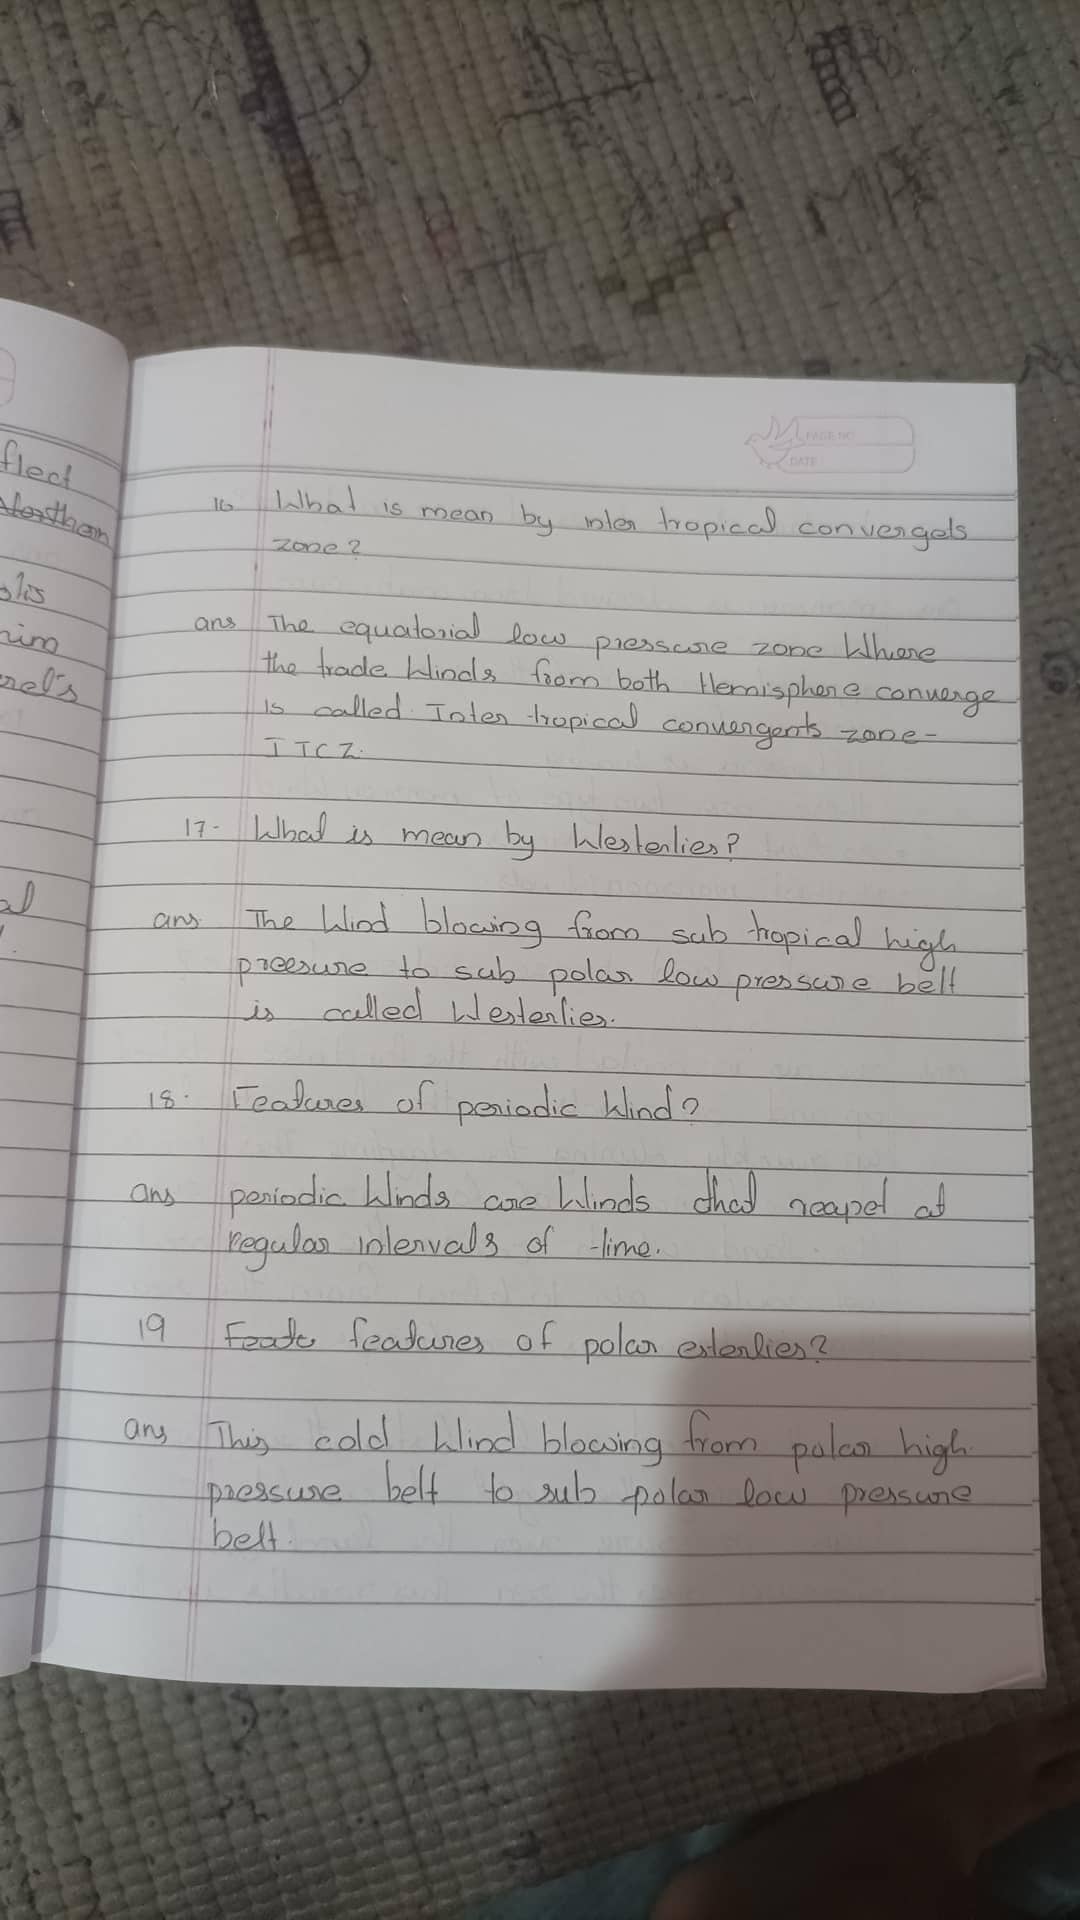 flect
Northern
nim
PAGE NO
DATE
16 What is mean by inter tropical convergets
zone?
ans The equatorial low pressure zone Where
the trade Winds from both Hemisphere converge
is called Inter tropical convergents zone-
ITCZ.
17- What is mean by Westerlies?
ans. The Wind blowing from sub tropical high
preesure to sub polar low pressure belt
is called Westerlies.
18. Features of periodic Wind?
ans periodic Winds are Winds that reapet at
regular intervals of time.
19 features of polar esterlies?
ans This cold Wind blowing from polar high
pressure belt to sub polar low pressure
belt.